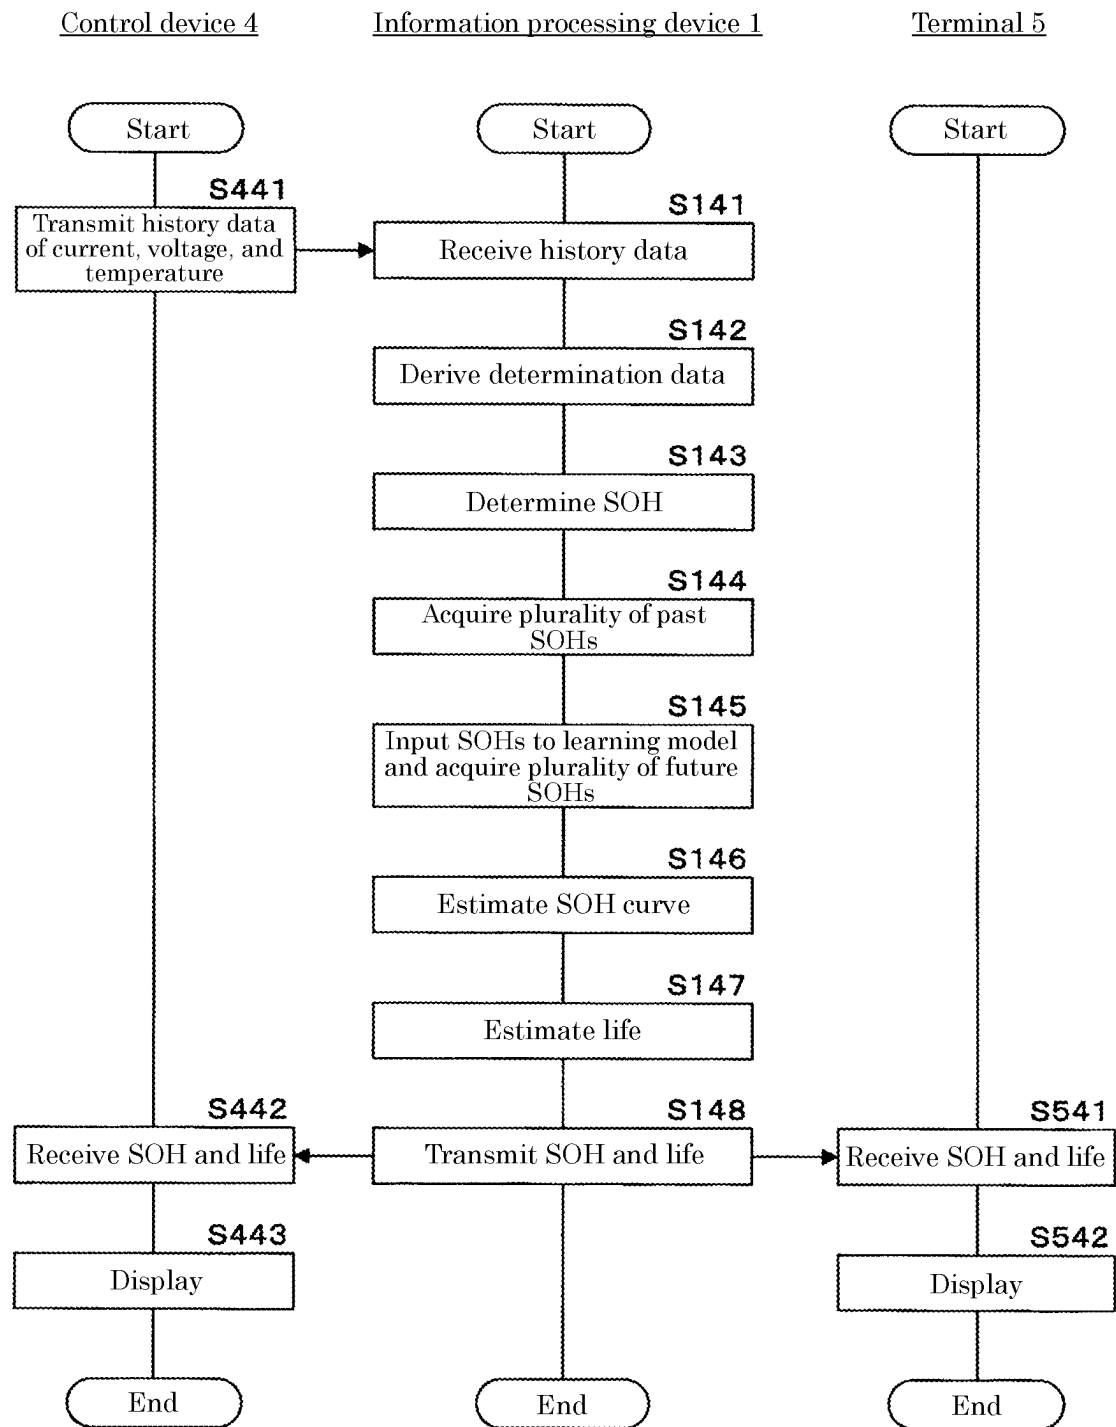 Control device 4
Information processing device 1
Terminal 5
Start
Start
Start
S441
Transmit history data
of current, voltage, and
temperature
S141
Receive history data
S142
Derive determination data
S143
Determine SOH
S144
Acquire plurality of past
SOHs
S145
Input SOHs to learning model
and acquire plurality of future
SOHs
S146
Estimate SOH curve
S147
Estimate life
S442
Receive SOH and life
S148
Transmit SOH and life
S541
Receive SOH and life
S443
Display
S542
Display
End
End
End